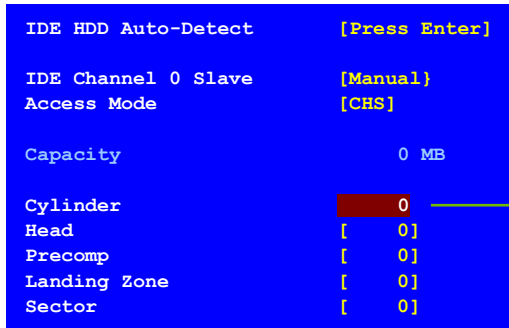 IDE HDD Auto-Detect [Press Enter]
IDE Channel 0 Slave [Manual}
Access Mode [CHS]
Capacity 0 MB
Cylinder 0
Head [ 0]
Precomp [ 0]
Landing Zone [ 0]
Sector [ 0]